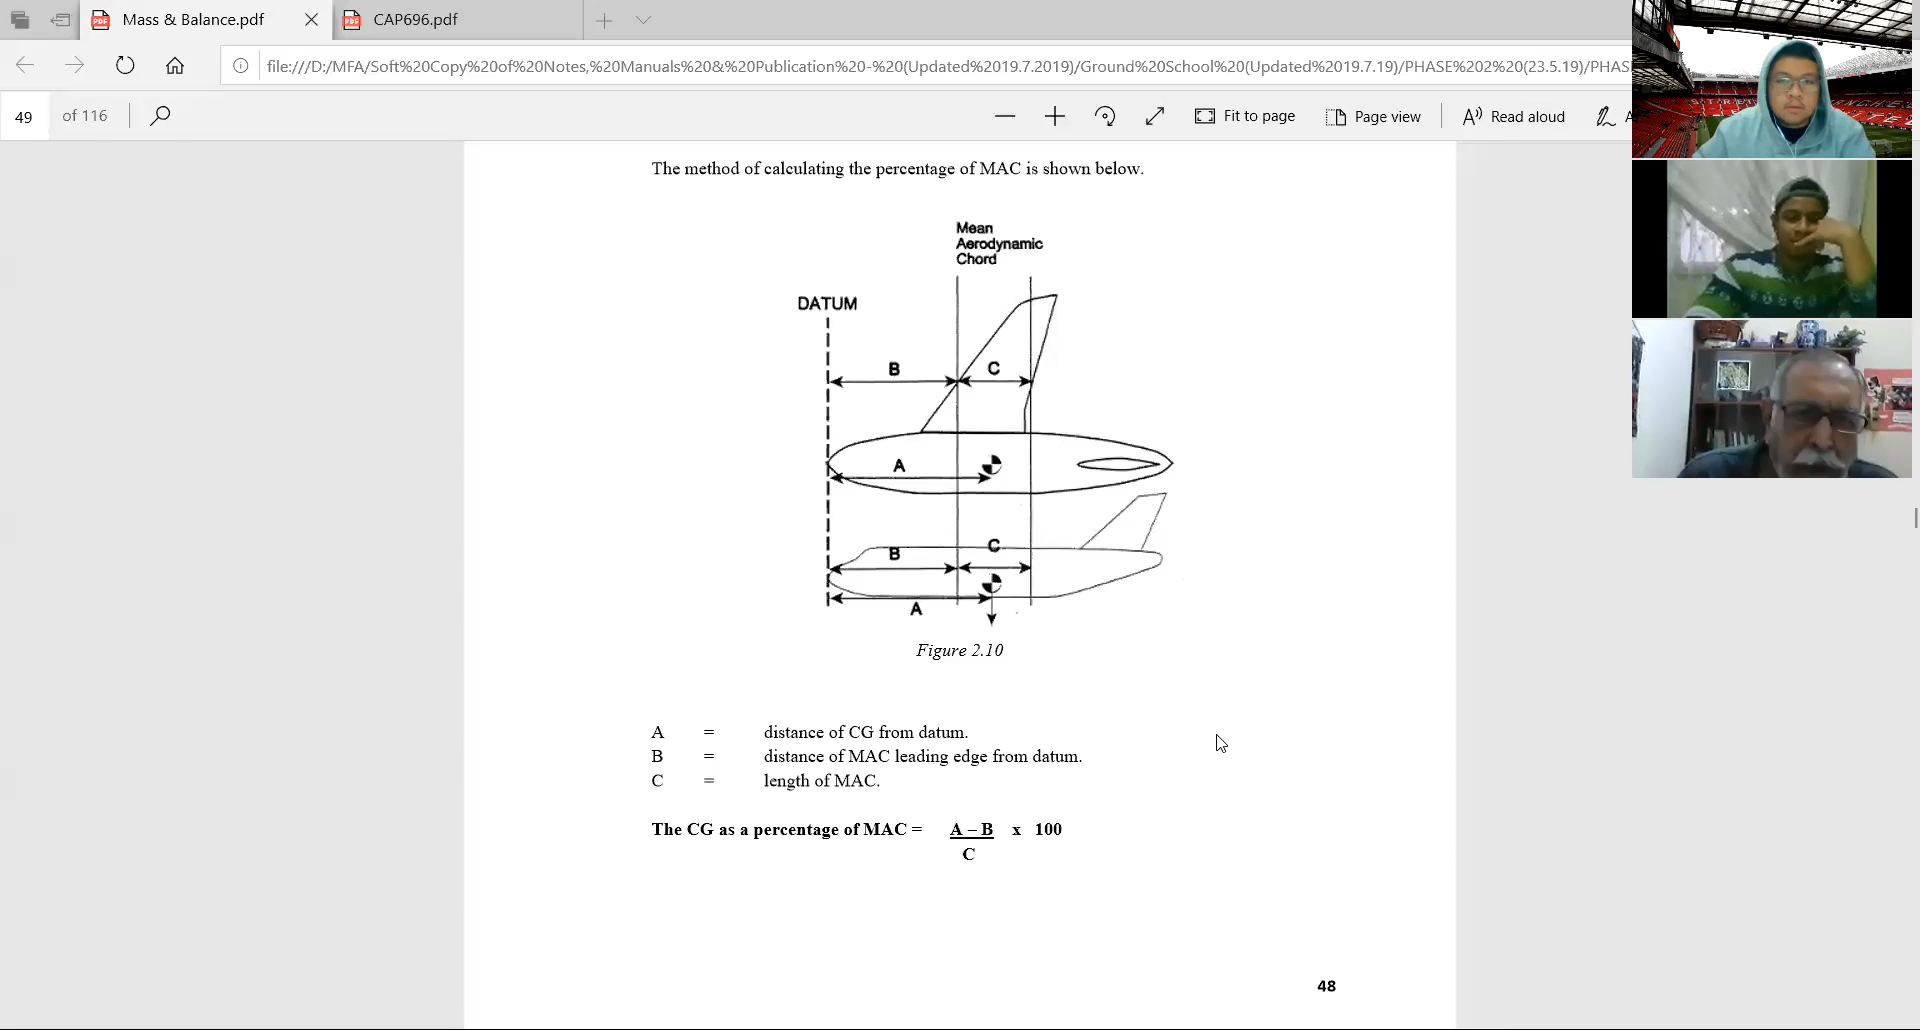 Mass & Balance.pdf
CAP696.pdf
file:///D:/MFA/Soft%20Copy%20of%20Notes,%20Manuals%20&%20Publication%20-%20(Updated%2019.7.2019)/Ground%20School%20(Updated%2019.7.19)/PHASE%202%20(23.5.19)/PHAS
49 of 116
Fit to page
Page view
Read aloud
The method of calculating the percentage of MAC is shown below.
Mean
Aerodynamic
Chord
DATUM
B C
A
B C
A
Figure 2.10
A = distance of CG from datum.
B = distance of MAC leading edge from datum.
C = length of MAC.
The CG as a percentage of MAC = A – B x 100
C
48